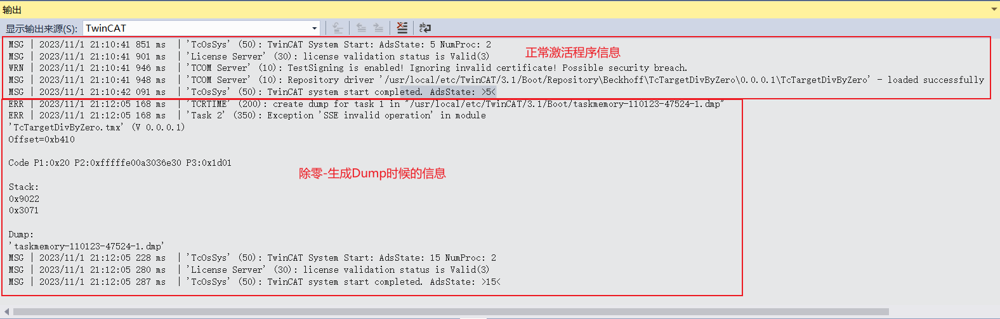 输出
显示输出来源(S): TwinCAT
MSG | 2023/11/1 21:10:41 851 ms | 'TcOsSys' (50): TwinCAT System Start: AdsState: 5 NumProc: 2
正常激活程序信息
MSG | 2023/11/1 21:10:41 901 ms | 'License Server' (30): license validation status is Valid(3)
WRN | 2023/11/1 21:10:41 946 ms | 'TCOM Server' (10): TestSigning is enabled! Ignoring invalid certificate! Possible security breach.
MSG | 2023/11/1 21:10:41 948 ms | 'TCOM Server' (10): Repository driver '/usr/local/etc/TwinCAT/3.1/Boot/Repository\Beckhoff\TcTargetDivByZero\0.0.0.1\TcTargetDivByZero' - loaded successfully
MSG | 2023/11/1 21:10:42 091 ms | 'TcOsSys' (50): TwinCAT system start completed. AdsState: >5<
ERR | 2023/11/1 21:12:05 168 ms | 'TCRTIME' (200): create dump for task 1 in "/usr/local/etc/TwinCAT/3.1/Boot/taskmemory-110123-47524-1.dmp"
ERR | 2023/11/1 21:12:05 168 ms | 'Task 2' (350): Exception 'SSE invalid operation' in module
'TcTargetDivByZero.tmx' (V 0.0.0.1)
Offset=0xb410
Code P1:0x20 P2:0xfffffe00a3036e30 P3:0x1d01
除零-生成Dump时候的信息
Stack:
0x9022
0x3071
Dump:
'taskmemory-110123-47524-1.dmp'
MSG | 2023/11/1 21:12:05 228 ms | 'TcOsSys' (50): TwinCAT System Start: AdsState: 15 NumProc: 2
MSG | 2023/11/1 21:12:05 280 ms | 'License Server' (30): license validation status is Valid(3)
MSG | 2023/11/1 21:12:05 287 ms | 'TcOsSys' (50): TwinCAT system start completed. AdsState: >15<